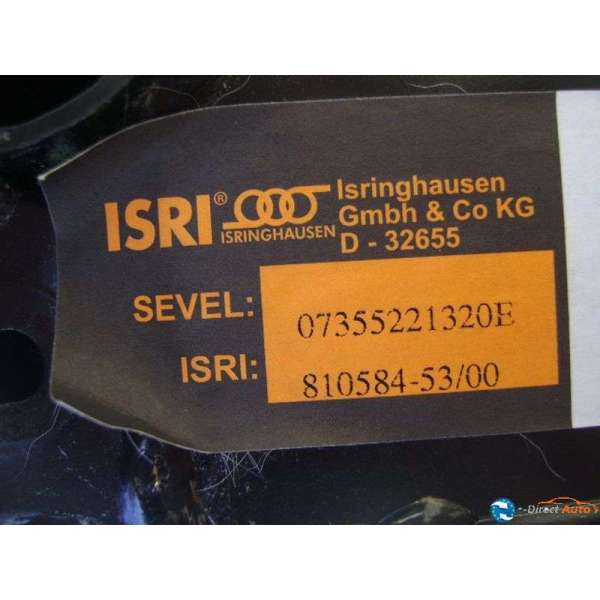 ISRI® ISRINGHAUSEN
Isringhausen
Gmbh & Co KG
D - 32655
SEVEL: 07355221320E
ISRI: 810584-53/00
-Direct Auto